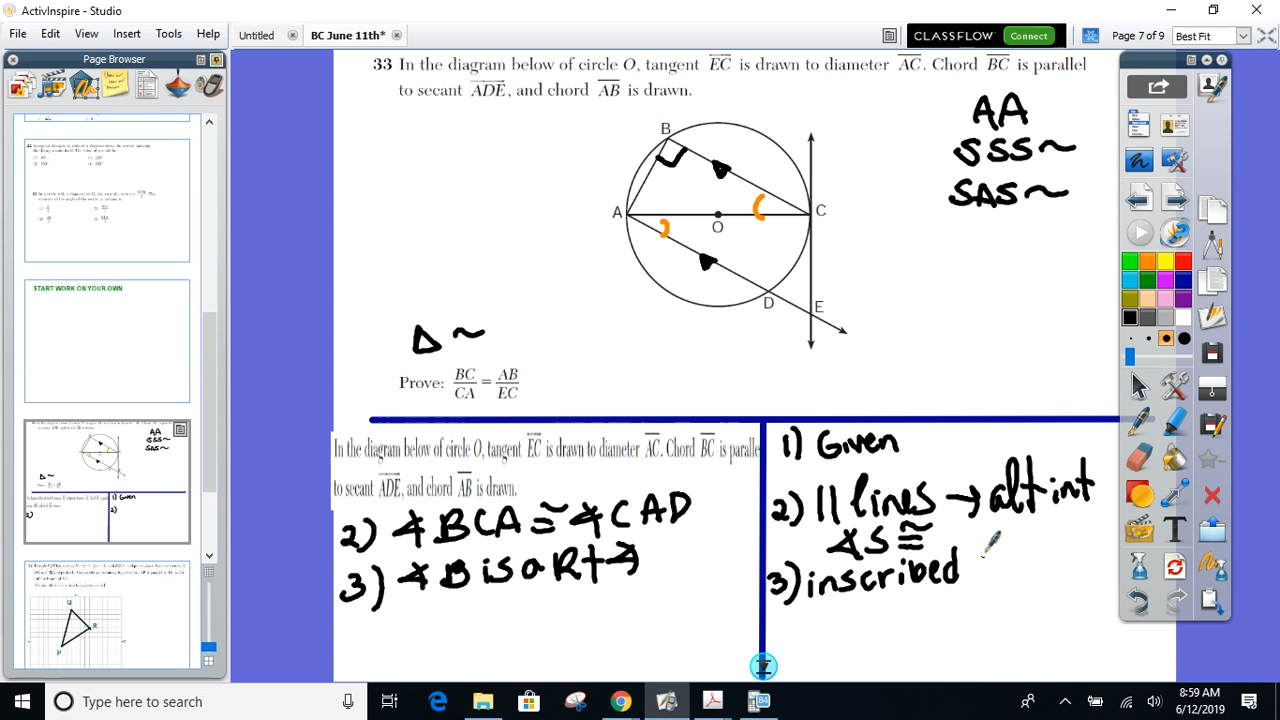 ActivInspire - Studio
File Edit View Insert Tools Help
Untitled
BC June 11th*
CLASSFLOW Connect
Page 7 of 9
Best Fit
Page Browser
START WORK ON YOUR OWN
33 In the diagram below of circle O, tangent EC is drawn to diameter AC. Chord BC is parallel
to secant ADE, and chord AB is drawn.
AA
SSS~
SAS~
B
A
O
C
D
E
Δ ~
Prove: BC/CA = AB/EC
In the diagram below of circle O, tangent EC is drawn to diameter AC. Chord BC is paralle
to secant ADE, and chord AB is drawn.
2) ∡ BCA ≅ ∡ CAD
3) ∡ B is a Rt ∡
1) Given
2) || lines → alt int
∡s ≅
3) inscribed
Type here to search
8:59 AM
6/12/2019